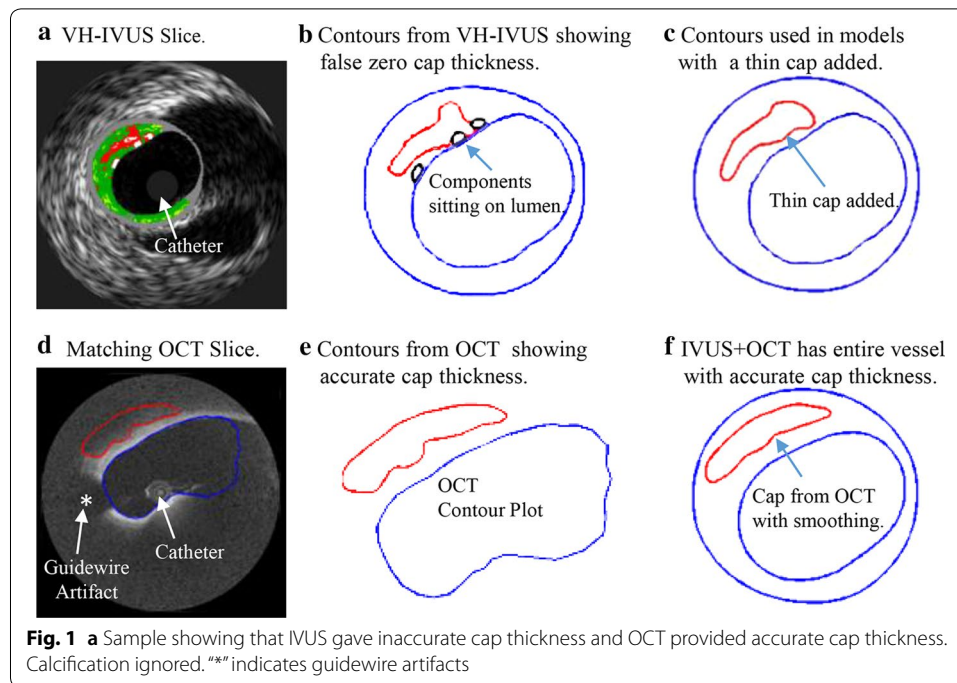 a VH-IVUS Slice.
b Contours from VH-IVUS showing
false zero cap thickness.
c Contours used in models
with a thin cap added.
Catheter
Components
sitting on lumen.
Thin cap added.
d Matching OCT Slice.
e Contours from OCT showing
accurate cap thickness.
f IVUS+OCT has entire vessel
with accurate cap thickness.
*
Guidewire
Artifact
Catheter
OCT
Contour Plot
Cap from OCT
with smoothing.
Fig. 1 a Sample showing that IVUS gave inaccurate cap thickness and OCT provided accurate cap thickness.
Calcification ignored. “*” indicates guidewire artifacts